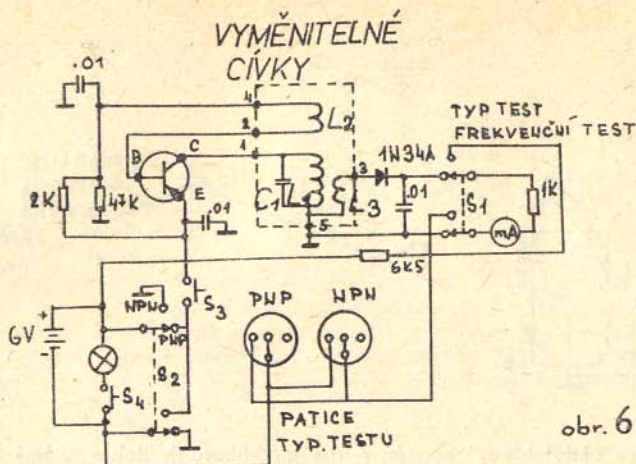 VYMĚNITELNÉ
CÍVKY
.01
4
L2
2
1
B
C
E
2K
47K
.01
C1
L3
3
5
1N34A
.01
TYP TEST
FREKVENČNÍ TEST
S1
1K
mA
6K5
S3
NPN
PNP
S2
6V
+
S4
PNP
NPN
PATICE
TYP. TESTU
obr. 6